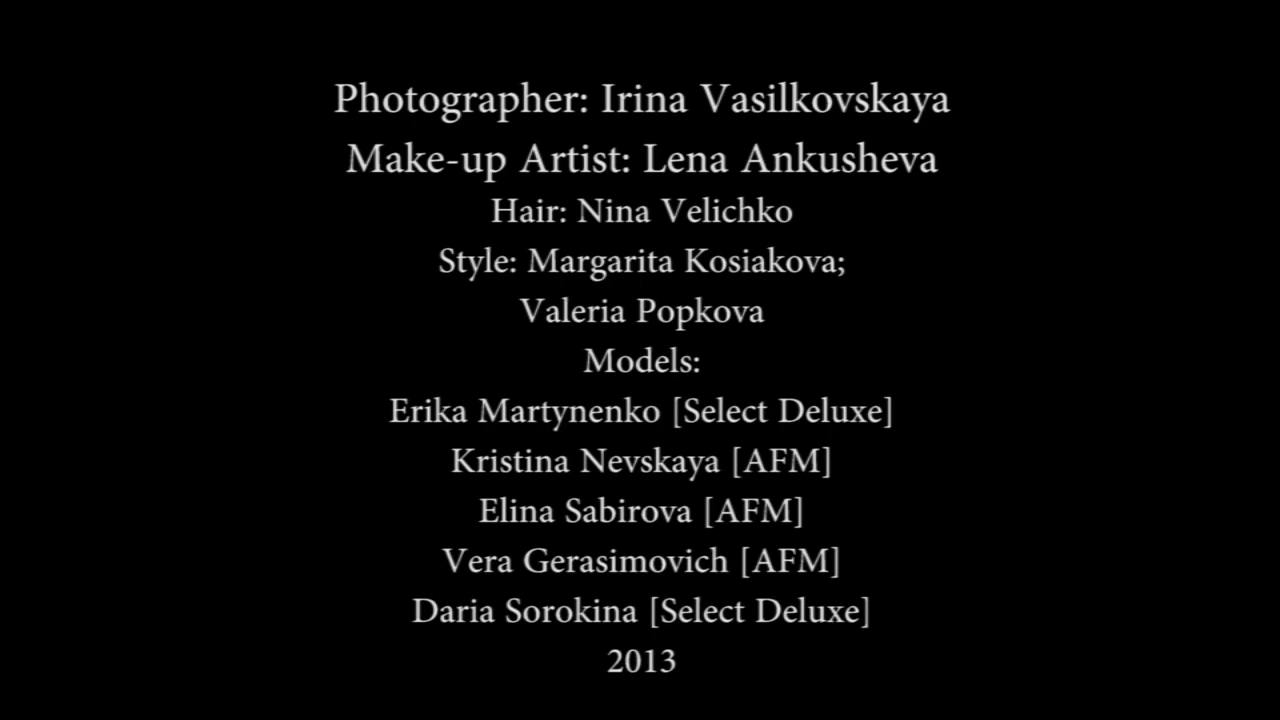 Photographer: Irina Vasilkovskaya
Make-up Artist: Lena Ankusheva
Hair: Nina Velichko
Style: Margarita Kosiakova;
Valeria Popkova
Models:
Erika Martynenko [Select Deluxe]
Kristina Nevskaya [AFM]
Elina Sabirova [AFM]
Vera Gerasimovich [AFM]
Daria Sorokina [Select Deluxe]
2013